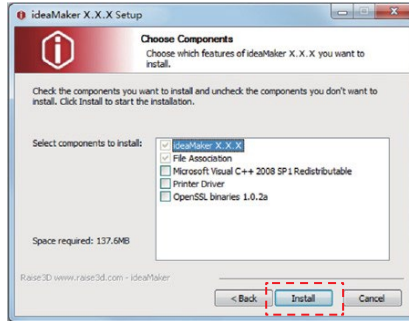 ideaMaker X.X.X Setup
Choose Components
Choose which features of ideaMaker X.X.X you want to
install.
Check the components you want to install and uncheck the components you don't want to
install. Click Install to start the installation.
Select components to install:
ideaMaker X.X.X
File Association
Microsoft Visual C++ 2008 SP1 Redistributable
Printer Driver
OpenSSL binaries 1.0.2a
Space required: 137.6MB
Raise3D www.raise3d.com - ideaMaker
< Back
Install
Cancel